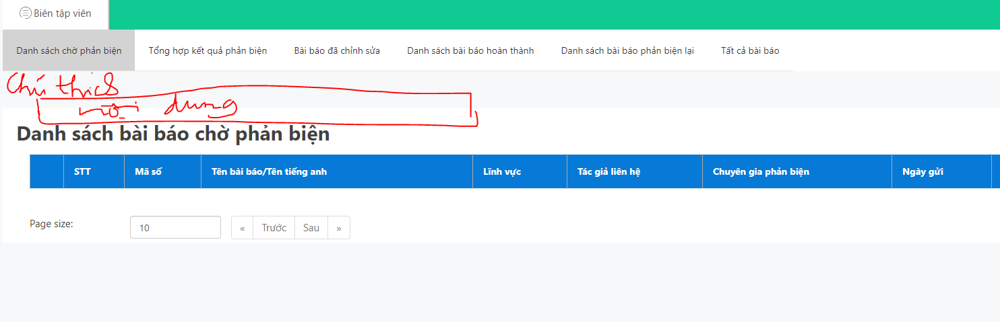 Biên tập viên
Danh sách chờ phản biện Tổng hợp kết quả phản biện Bài báo đã chỉnh sửa Danh sách bài báo hoàn thành Danh sách bài báo phản biện lại Tất cả bài báo
Chú thích
nội dung
Danh sách bài báo chờ phản biện
STT Mã số Tên bài báo/Tên tiếng anh Lĩnh vực Tác giả liên hệ Chuyên gia phản biện Ngày gửi
Page size: 10 « Trước Sau »